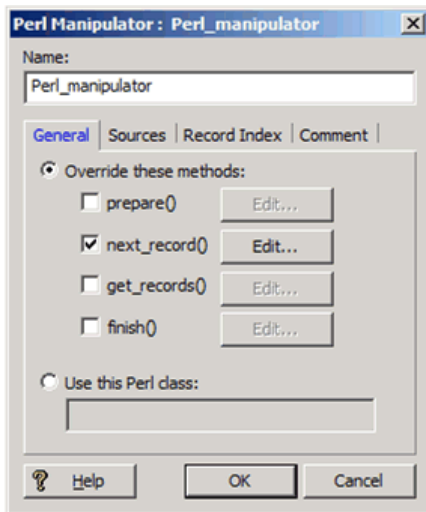 Perl Manipulator : Perl_manipulator
Name:
Perl_manipulator
General Sources Record Index Comment
Override these methods:
prepare() Edit...
next_record() Edit...
get_records() Edit...
finish() Edit...
Use this Perl class:
Help OK Cancel